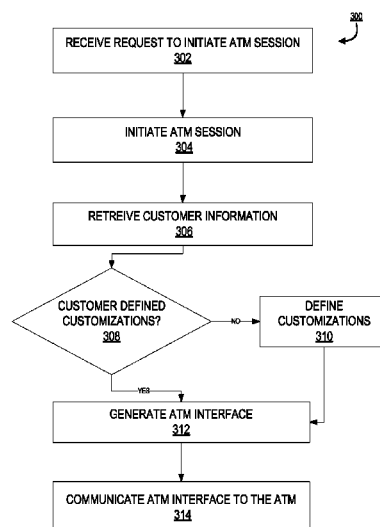 300
RECEIVE REQUEST TO INITIATE ATM SESSION
302
INITIATE ATM SESSION
304
RETREIVE CUSTOMER INFORMATION
306
CUSTOMER DEFINED
CUSTOMIZATIONS?
308
NO
DEFINE
CUSTOMIZATIONS
310
YES
GENERATE ATM INTERFACE
312
COMMUNICATE ATM INTERFACE TO THE ATM
314